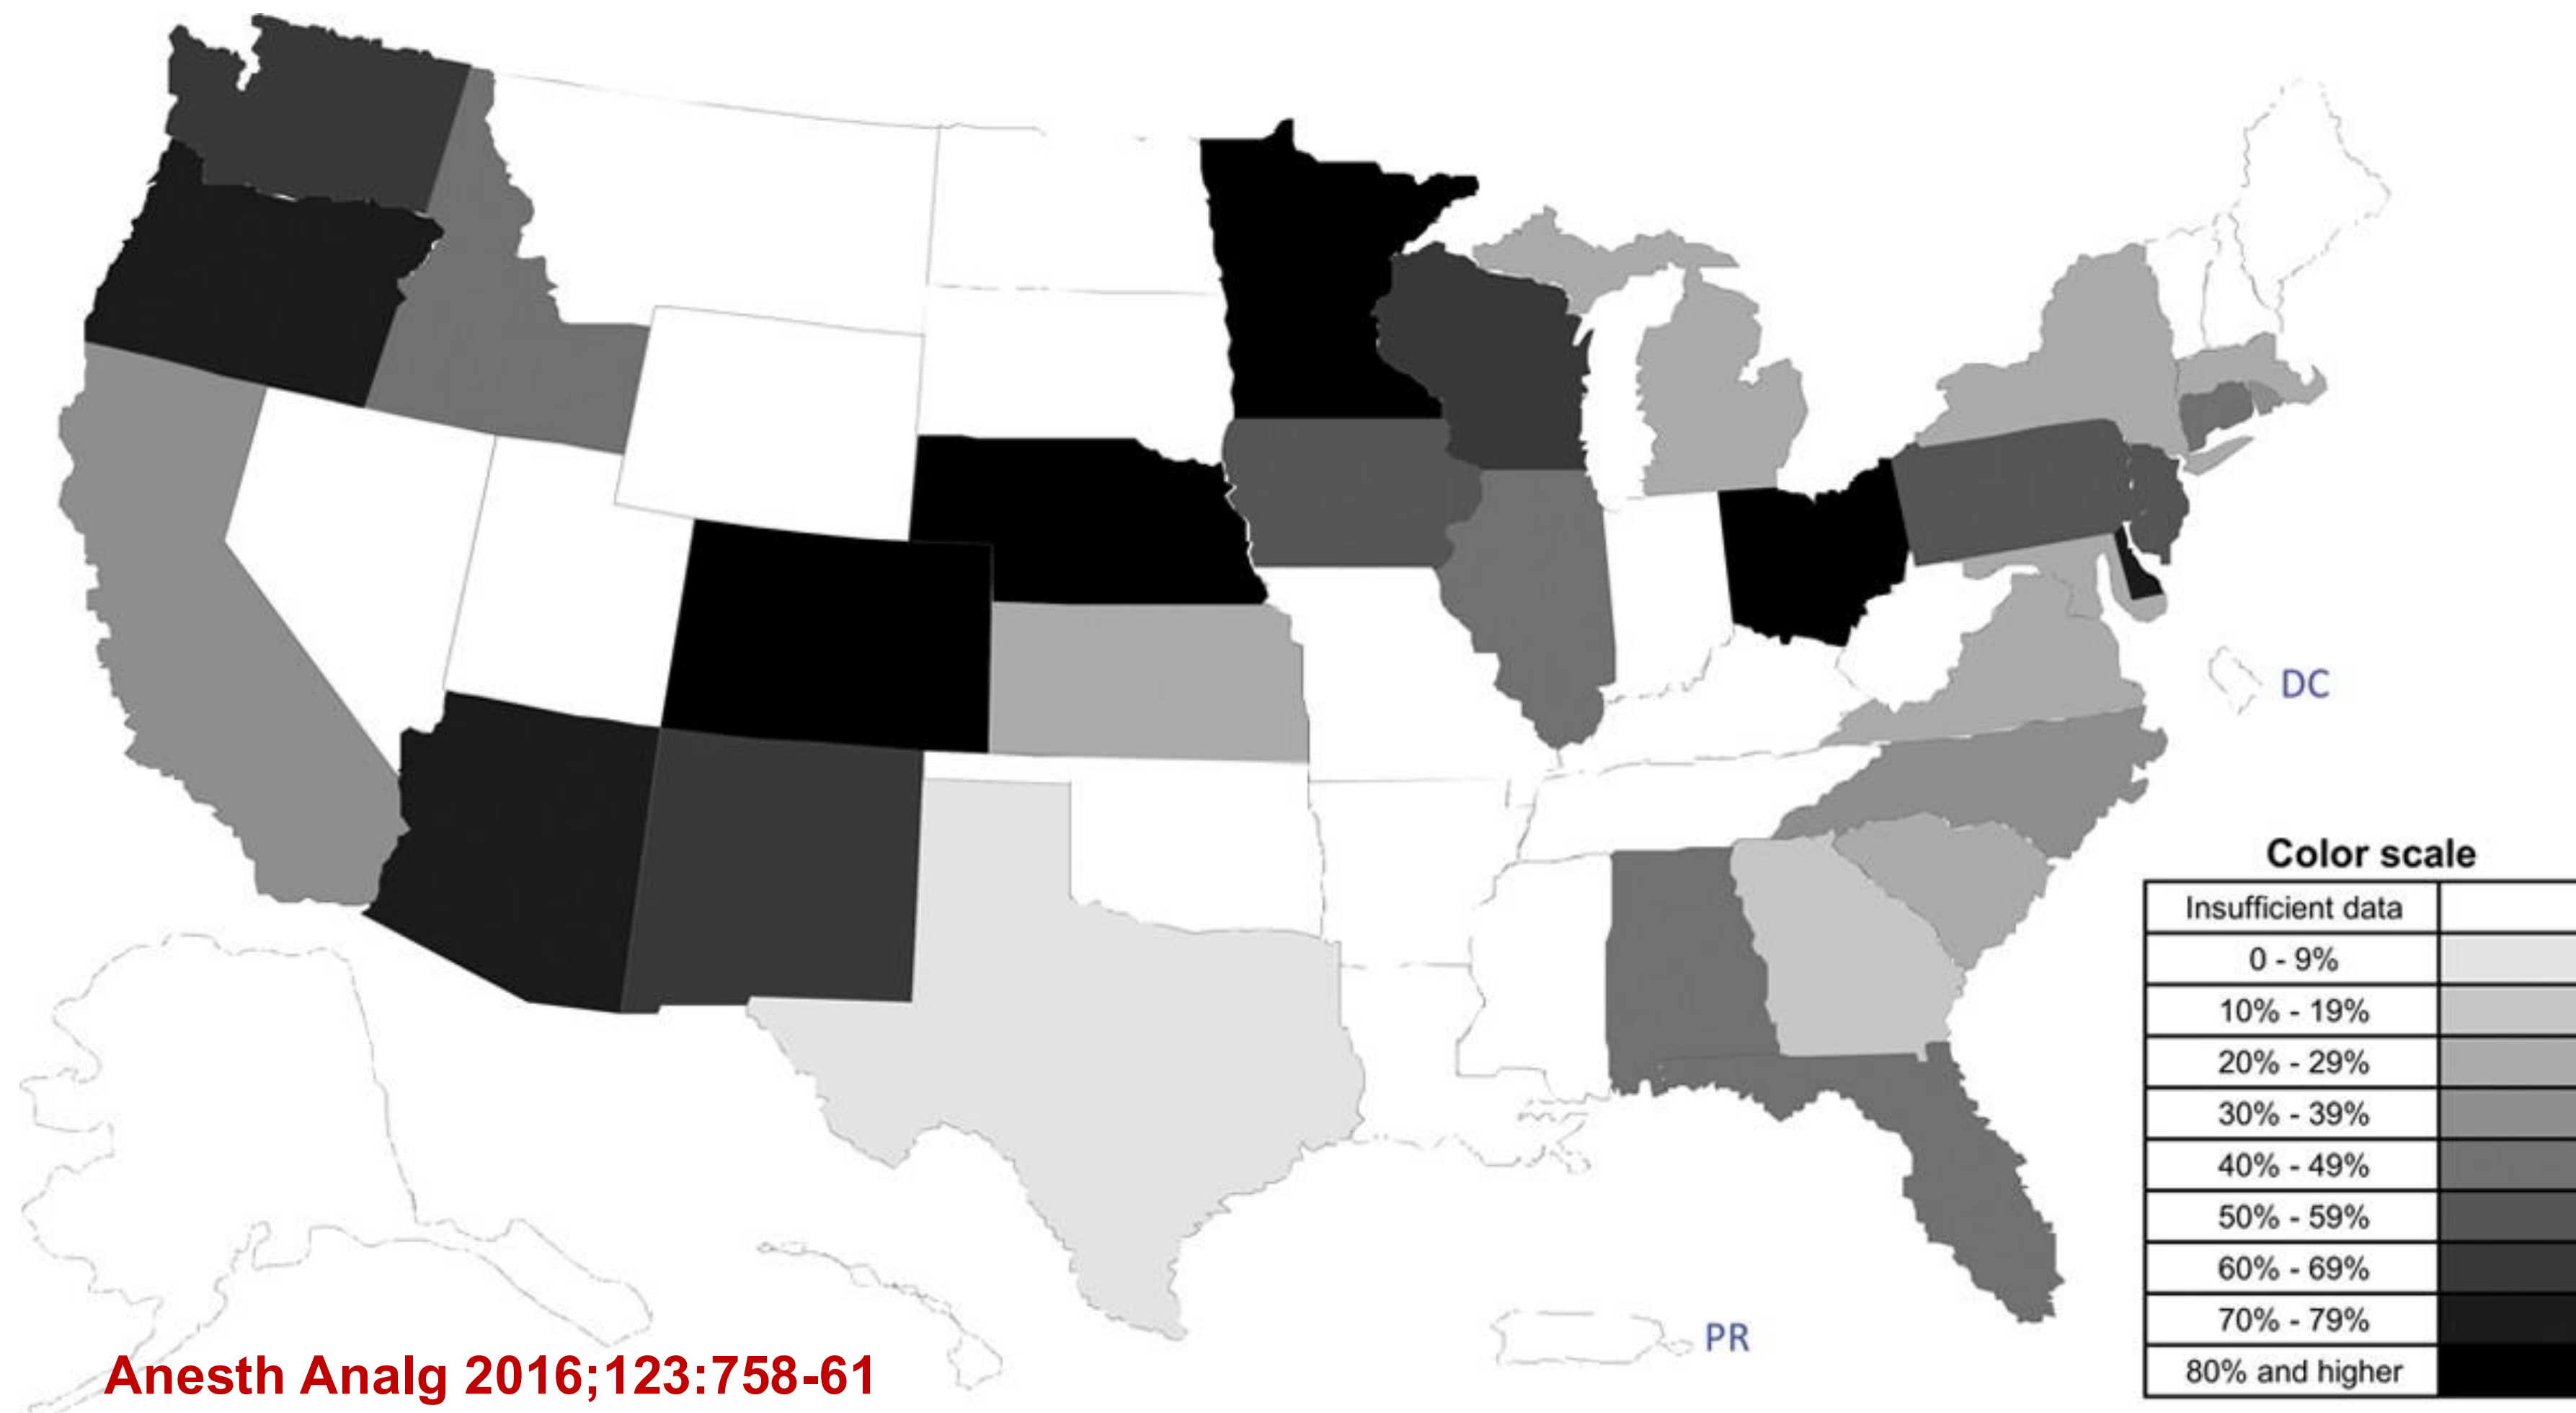 DC
Color scale
Insufficient data
0 - 9%
10% - 19%
20% - 29%
30% - 39%
40% - 49%
50% - 59%
60% - 69%
70% - 79%
80% and higher
PR
Anesth Analg 2016;123:758-61